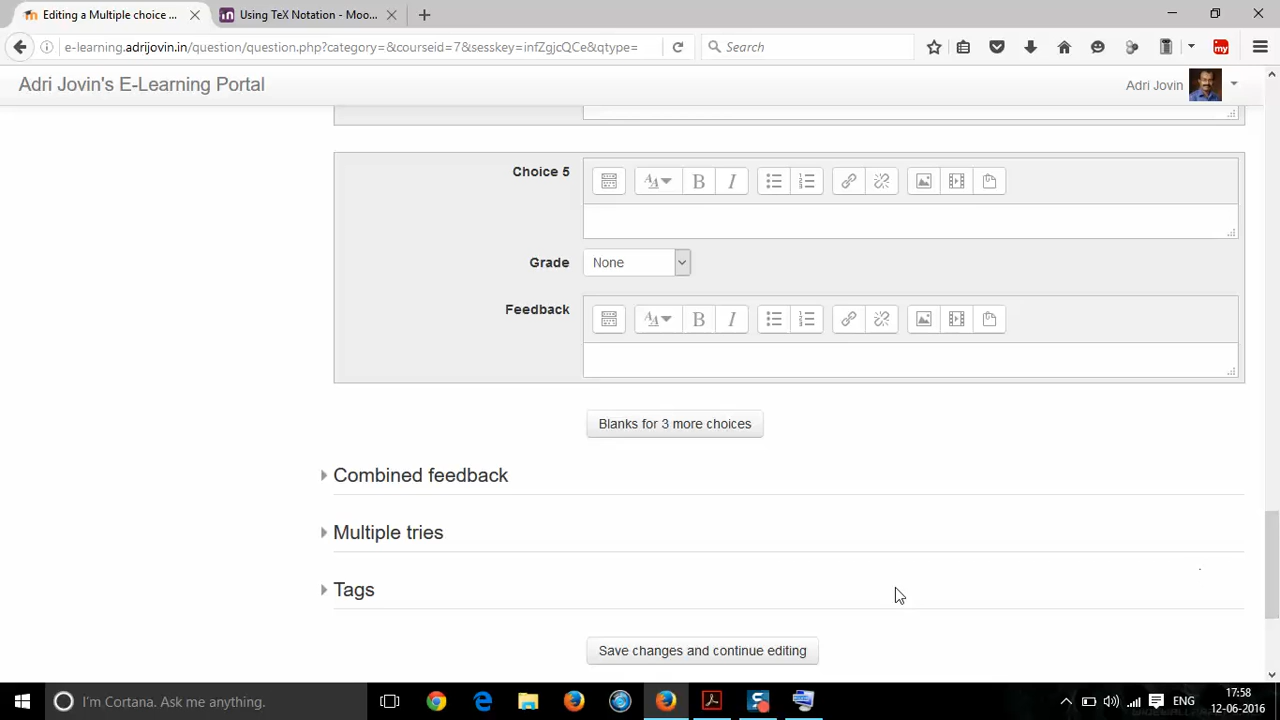 Editing a Multiple choice ...
Using TeX Notation - Moo...
e-learning.adrijovin.in/question/question.php?category=&courseid=7&sesskey=infZgJcQCe&qtype=
Search
my
Adri Jovin's E-Learning Portal
Adri Jovin
Choice 5
Grade
None
Feedback
Blanks for 3 more choices
Combined feedback
Multiple tries
Tags
Save changes and continue editing
I'm Cortana. Ask me anything.
ENG
17:58
12-06-2016